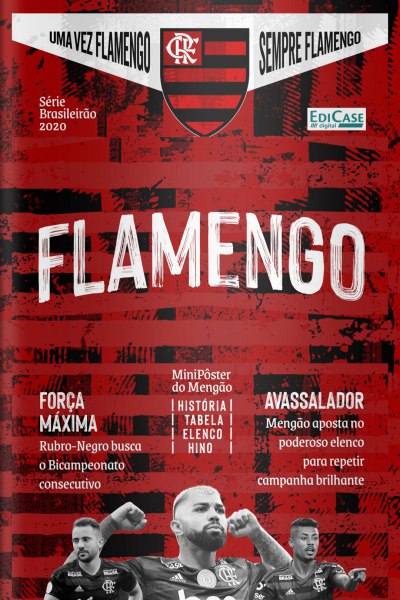 UMA VEZ FLAMENGO
SEMPRE FLAMENGO
CRF
Série
Brasileirão
2020
EDICASE
digital
FLAMENGO
MiniPôster
do Mengão
HISTÓRIA
TABELA
ELENCO
HINO
FORÇA
MÁXIMA
Rubro-Negro busca
o Bicampeonato
consecutivo
AVASSALADOR
Mengão aposta no
poderoso elenco
para repetir
campanha brilhante